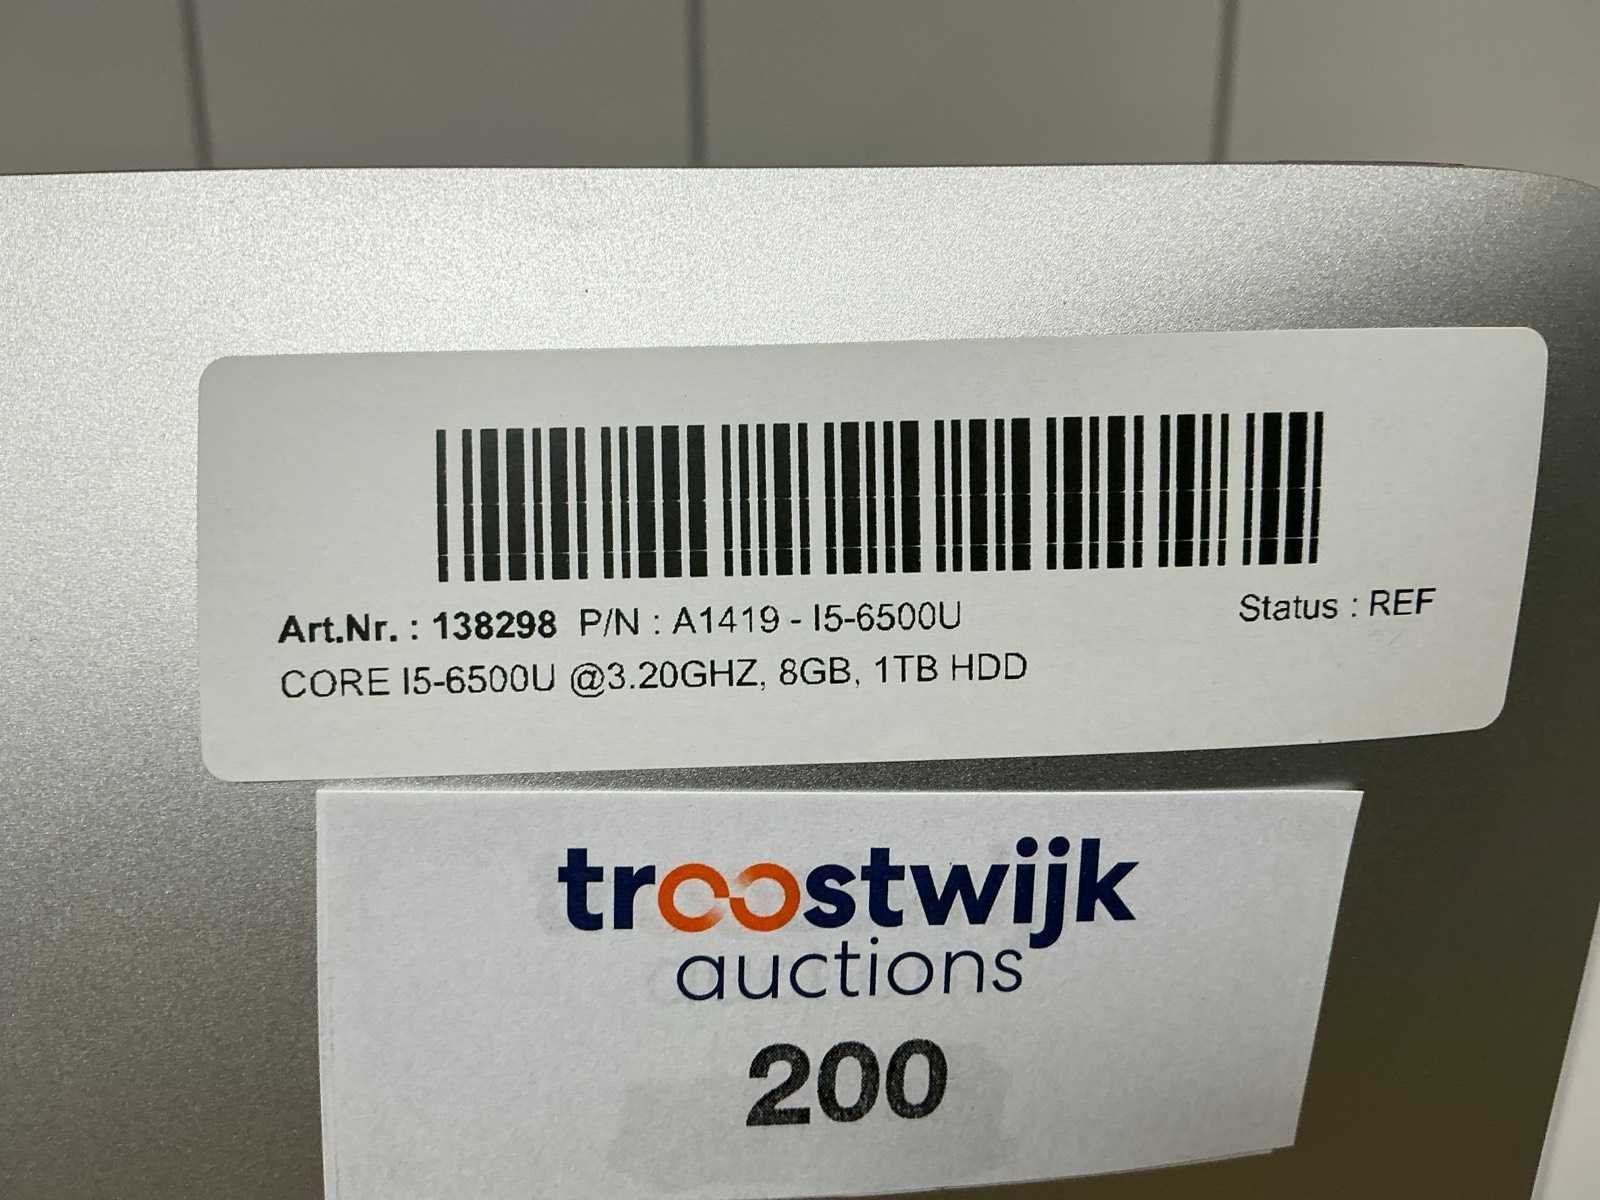 Art.Nr. : 138298 P/N : A1419 - I5-6500U Status : REF
CORE I5-6500U @3.20GHZ, 8GB, 1TB HDD
troostwijk
auctions
200